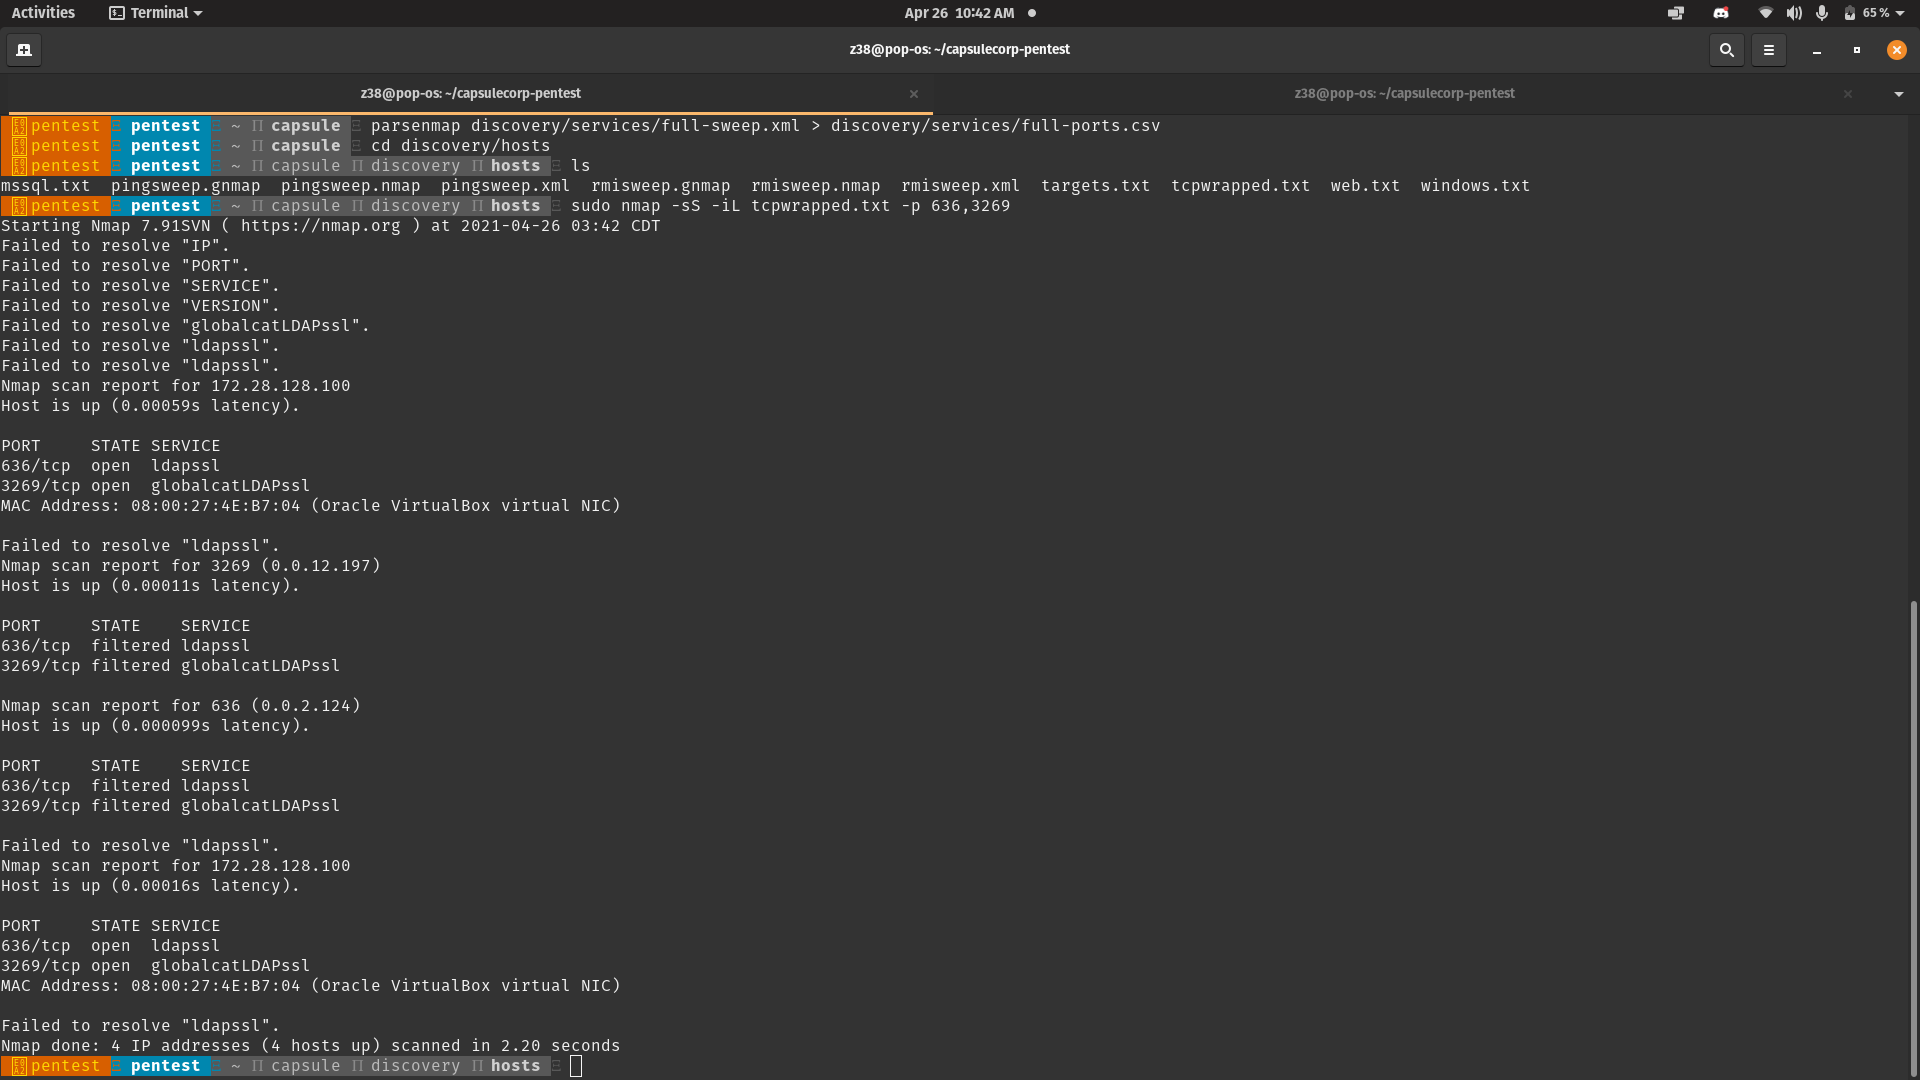 Activities Terminal Apr 26 10:42 AM 65 %
z38@pop-os: ~/capsulecorp-pentest
z38@pop-os: ~/capsulecorp-pentest × z38@pop-os: ~/capsulecorp-pentest ×
pentest pentest ~ capsule parsenmap discovery/services/full-sweep.xml > discovery/services/full-ports.csv
pentest pentest ~ capsule cd discovery/hosts
pentest pentest ~ capsule discovery hosts ls
mssql.txt pingsweep.gnmap pingsweep.nmap pingsweep.xml rmisweep.gnmap rmisweep.nmap rmisweep.xml targets.txt tcpwrapped.txt web.txt windows.txt
pentest pentest ~ capsule discovery hosts sudo nmap -sS -iL tcpwrapped.txt -p 636,3269
Starting Nmap 7.91SVN ( https://nmap.org ) at 2021-04-26 03:42 CDT
Failed to resolve "IP".
Failed to resolve "PORT".
Failed to resolve "SERVICE".
Failed to resolve "VERSION".
Failed to resolve "globalcatLDAPssl".
Failed to resolve "ldapssl".
Failed to resolve "ldapssl".
Nmap scan report for 172.28.128.100
Host is up (0.00059s latency).
PORT STATE SERVICE
636/tcp open ldapssl
3269/tcp open globalcatLDAPssl
MAC Address: 08:00:27:4E:B7:04 (Oracle VirtualBox virtual NIC)
Failed to resolve "ldapssl".
Nmap scan report for 3269 (0.0.12.197)
Host is up (0.00011s latency).
PORT STATE SERVICE
636/tcp filtered ldapssl
3269/tcp filtered globalcatLDAPssl
Nmap scan report for 636 (0.0.2.124)
Host is up (0.000099s latency).
PORT STATE SERVICE
636/tcp filtered ldapssl
3269/tcp filtered globalcatLDAPssl
Failed to resolve "ldapssl".
Nmap scan report for 172.28.128.100
Host is up (0.00016s latency).
PORT STATE SERVICE
636/tcp open ldapssl
3269/tcp open globalcatLDAPssl
MAC Address: 08:00:27:4E:B7:04 (Oracle VirtualBox virtual NIC)
Failed to resolve "ldapssl".
Nmap done: 4 IP addresses (4 hosts up) scanned in 2.20 seconds
pentest pentest ~ capsule discovery hosts